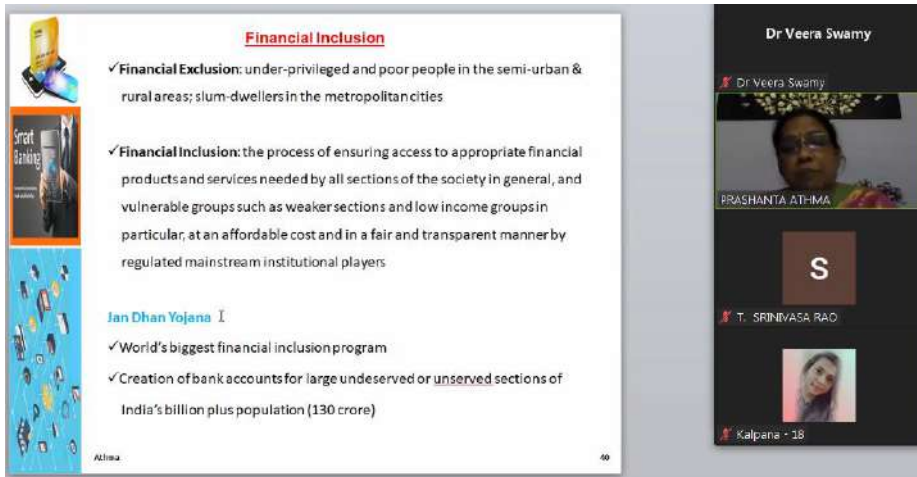 Financial Inclusion
✓Financial Exclusion: under-privileged and poor people in the semi-urban &
rural areas; slum-dwellers in the metropolitan cities
✓Financial Inclusion: the process of ensuring access to appropriate financial
products and services needed by all sections of the society in general, and
vulnerable groups such as weaker sections and low income groups in
particular, at an affordable cost and in a fair and transparent manner by
regulated mainstream institutional players
Jan Dhan Yojana
✓World's biggest financial inclusion program
✓Creation of bank accounts for large undeserved or unserved sections of
India's billion plus population (130 crore)
Athma
40
Smart
Banking
Dr Veera Swamy
Dr Veera Swamy
PRASHANTA ATHMA
S
T. SRINIVASA RAO
Kalpana - 18